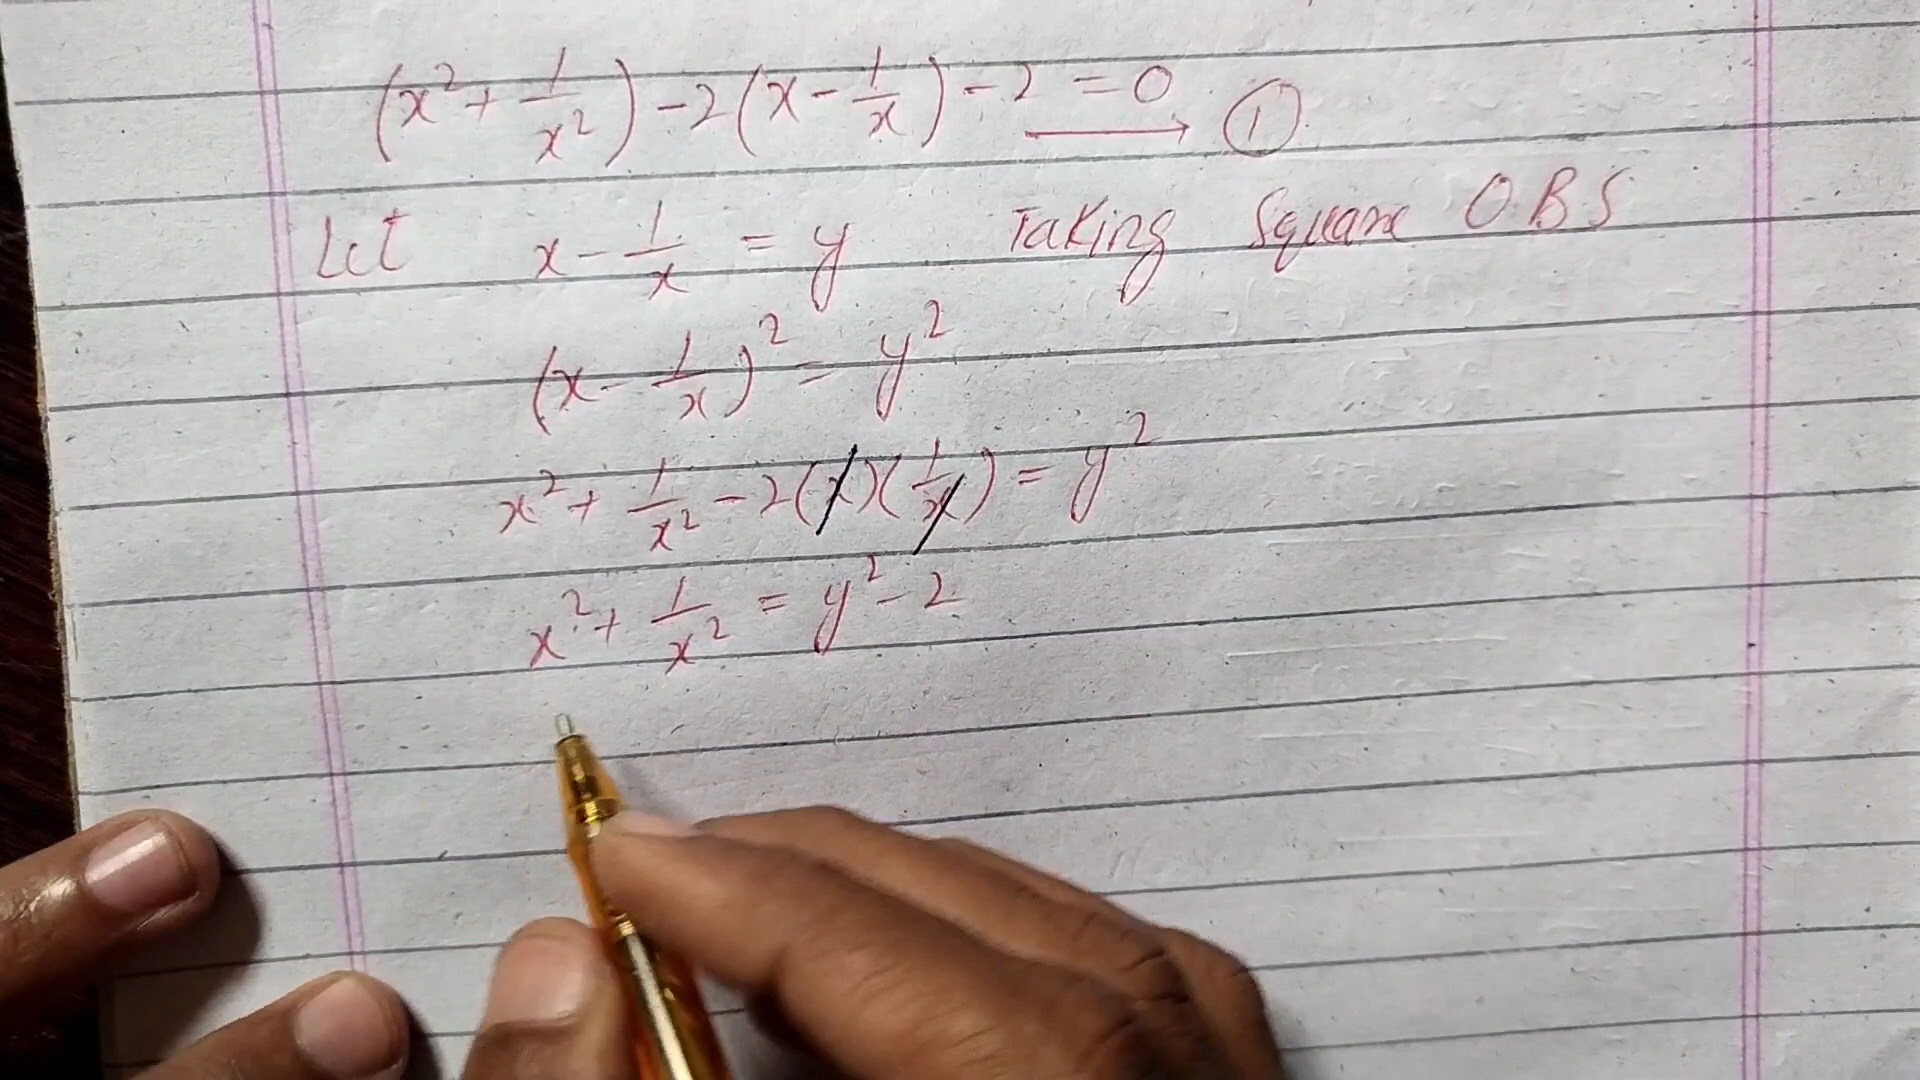 (x² + 1/x²) - 2(x - 1/x) - 2 = 0 → ①
Let x - 1/x = y Taking Square OBS
(x - 1/x)² = y²
x² + 1/x² - 2(x)(1/x) = y²
x² + 1/x² = y² - 2